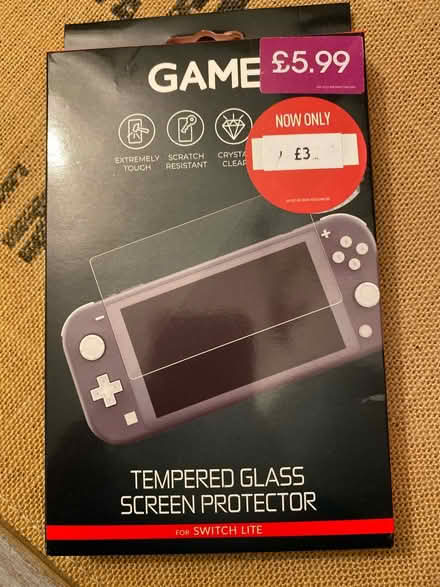 GAME
£5.99
NOW ONLY
£3
EXTREMELY
TOUGH
SCRATCH
RESISTANT
CRYSTA
CLEAR
TEMPERED GLASS
SCREEN PROTECTOR
FOR SWITCH LITE